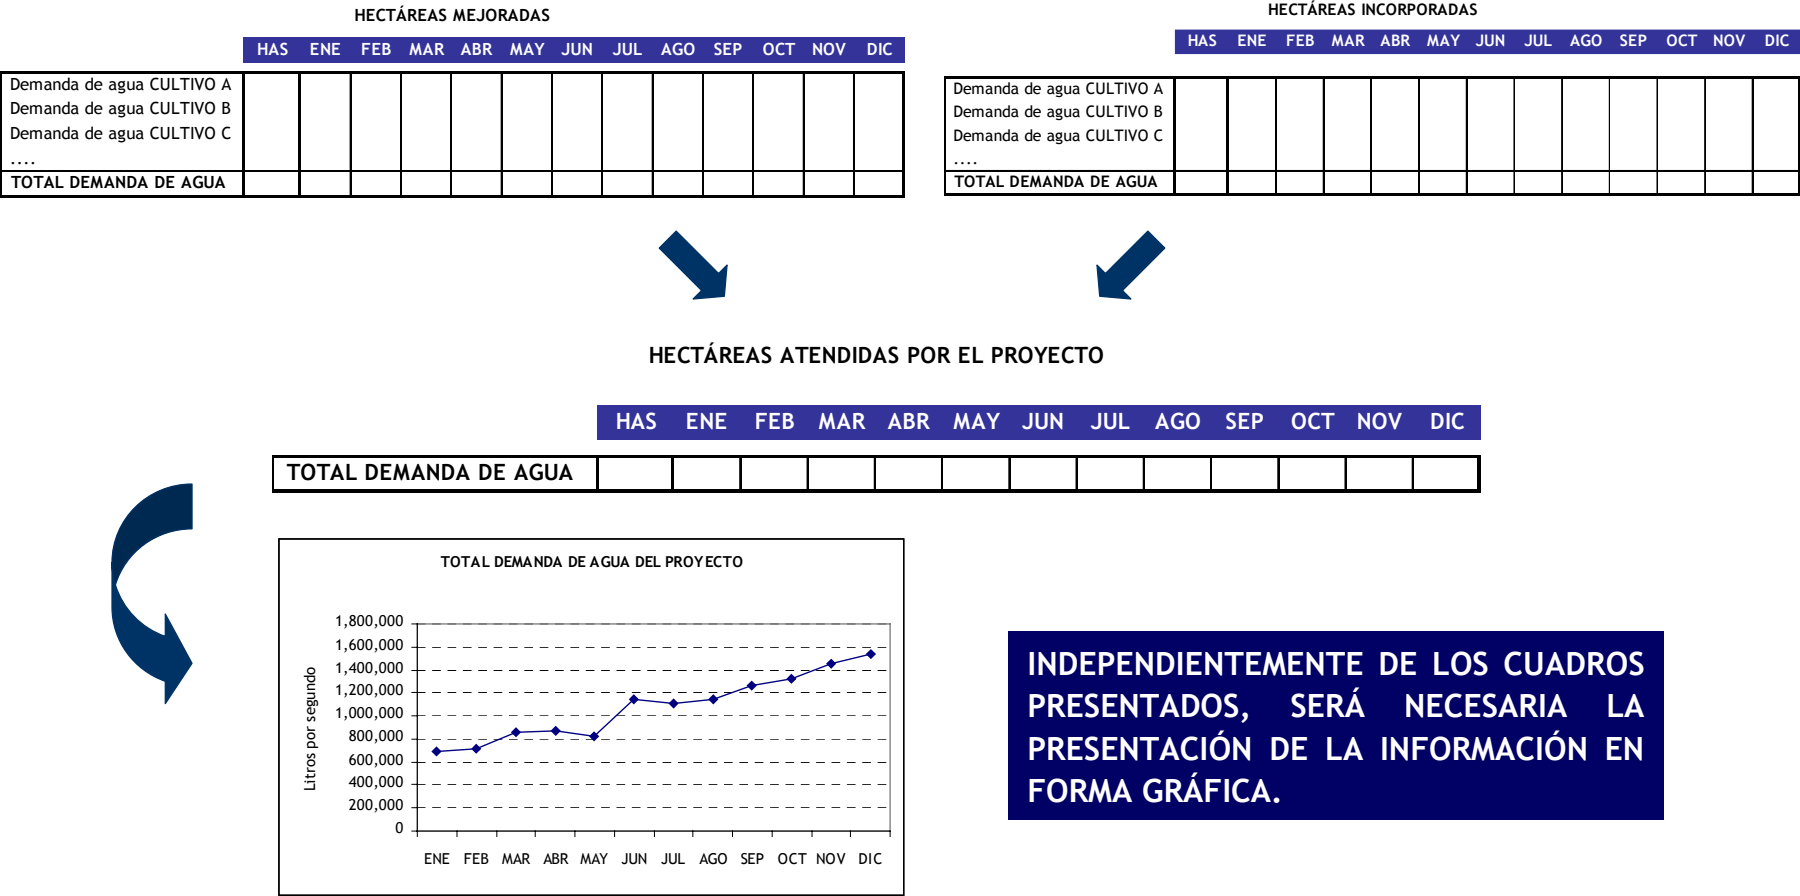 HECTÁREAS MEJORADAS
HAS ENE FEB MAR ABR MAY JUN JUL AGO SEP OCT NOV DIC
Demanda de agua CULTIVO A
Demanda de agua CULTIVO B
Demanda de agua CULTIVO C
....
TOTAL DEMANDA DE AGUA
HECTÁREAS INCORPORADAS
HAS ENE FEB MAR ABR MAY JUN JUL AGO SEP OCT NOV DIC
Demanda de agua CULTIVO A
Demanda de agua CULTIVO B
Demanda de agua CULTIVO C
....
TOTAL DEMANDA DE AGUA
HECTÁREAS ATENDIDAS POR EL PROYECTO
HAS ENE FEB MAR ABR MAY JUN JUL AGO SEP OCT NOV DIC
TOTAL DEMANDA DE AGUA
TOTAL DEMANDA DE AGUA DEL PROYECTO
Litros por segundo
1,800,000
1,600,000
1,400,000
1,200,000
1,000,000
800,000
600,000
400,000
200,000
0
ENE FEB MAR ABR MAY JUN JUL AGO SEP OCT NOV DIC
INDEPENDIENTEMENTE DE LOS CUADROS
PRESENTADOS, SERÁ NECESARIA LA
PRESENTACIÓN DE LA INFORMACIÓN EN
FORMA GRÁFICA.